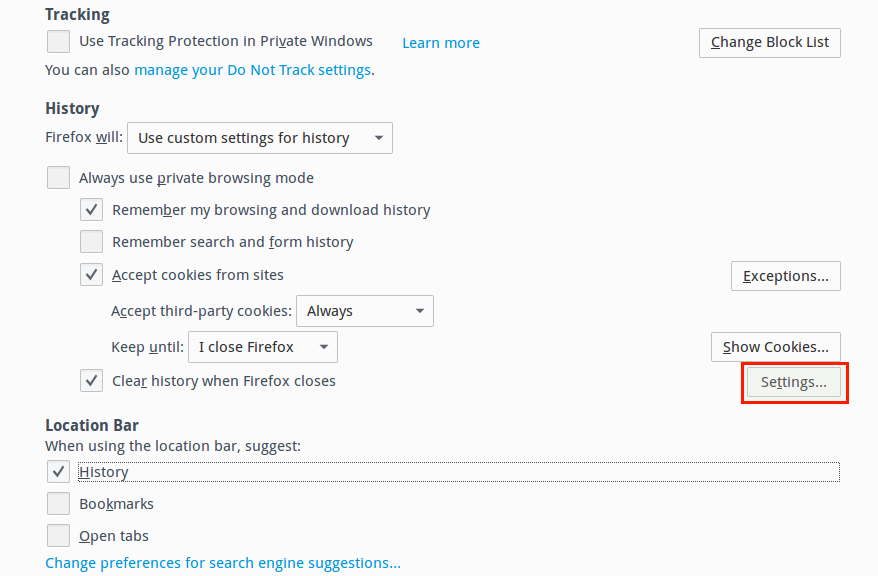 Tracking
Use Tracking Protection in Private Windows Learn more Change Block List
You can also manage your Do Not Track settings.
History
Firefox will: Use custom settings for history
Always use private browsing mode
Remember my browsing and download history
Remember search and form history
Accept cookies from sites Exceptions...
Accept third-party cookies: Always
Keep until: I close Firefox Show Cookies...
Clear history when Firefox closes Settings...
Location Bar
When using the location bar, suggest:
History
Bookmarks
Open tabs
Change preferences for search engine suggestions...